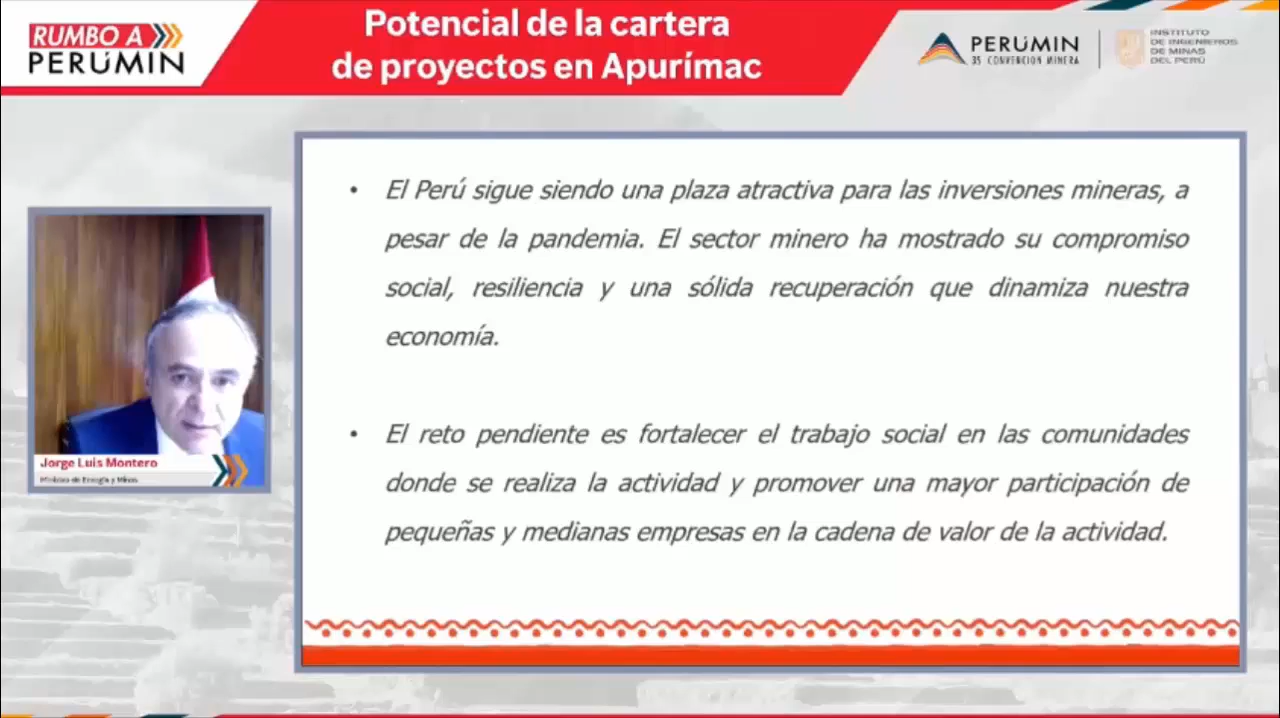 RUMBO A
PERÚMIN
Potencial de la cartera
de proyectos en Apurímac
PERÚMIN
35 CONVENCIÓN MINERA
INSTITUTO
DE INGENIEROS
DE MINAS
DEL PERÚ
• El Perú sigue siendo una plaza atractiva para las inversiones mineras, a
pesar de la pandemia. El sector minero ha mostrado su compromiso
social, resiliencia y una sólida recuperación que dinamiza nuestra
economía.
• El reto pendiente es fortalecer el trabajo social en las comunidades
donde se realiza la actividad y promover una mayor participación de
pequeñas y medianas empresas en la cadena de valor de la actividad.
Jorge Luis Montero
Ministro de Energía y Minas